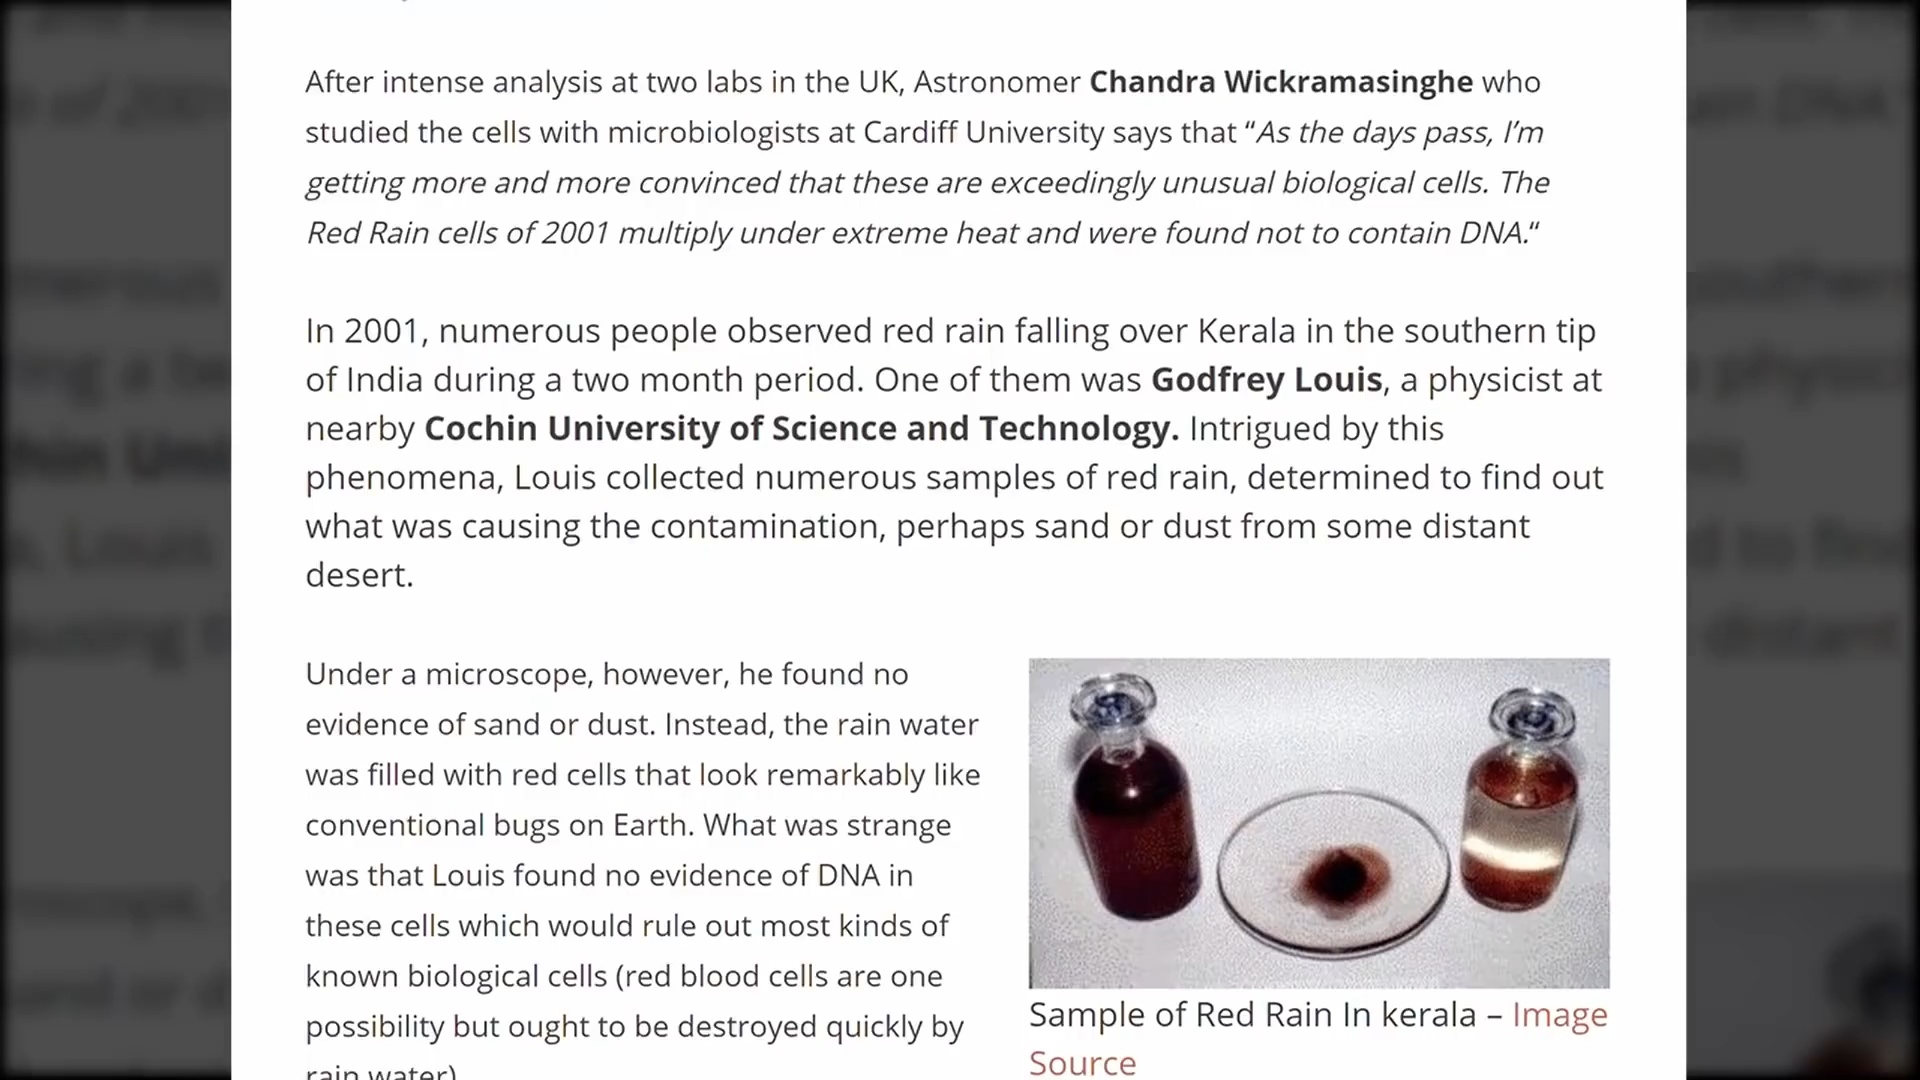 After intense analysis at two labs in the UK, Astronomer Chandra Wickramasinghe who
studied the cells with microbiologists at Cardiff University says that “As the days pass, I’m
getting more and more convinced that these are exceedingly unusual biological cells. The
Red Rain cells of 2001 multiply under extreme heat and were found not to contain DNA.“
In 2001, numerous people observed red rain falling over Kerala in the southern tip
of India during a two month period. One of them was Godfrey Louis, a physicist at
nearby Cochin University of Science and Technology. Intrigued by this
phenomena, Louis collected numerous samples of red rain, determined to find out
what was causing the contamination, perhaps sand or dust from some distant
desert.
Under a microscope, however, he found no
evidence of sand or dust. Instead, the rain water
was filled with red cells that look remarkably like
conventional bugs on Earth. What was strange
was that Louis found no evidence of DNA in
these cells which would rule out most kinds of
known biological cells (red blood cells are one
possibility but ought to be destroyed quickly by
rain water).
Sample of Red Rain In kerala – Image
Source